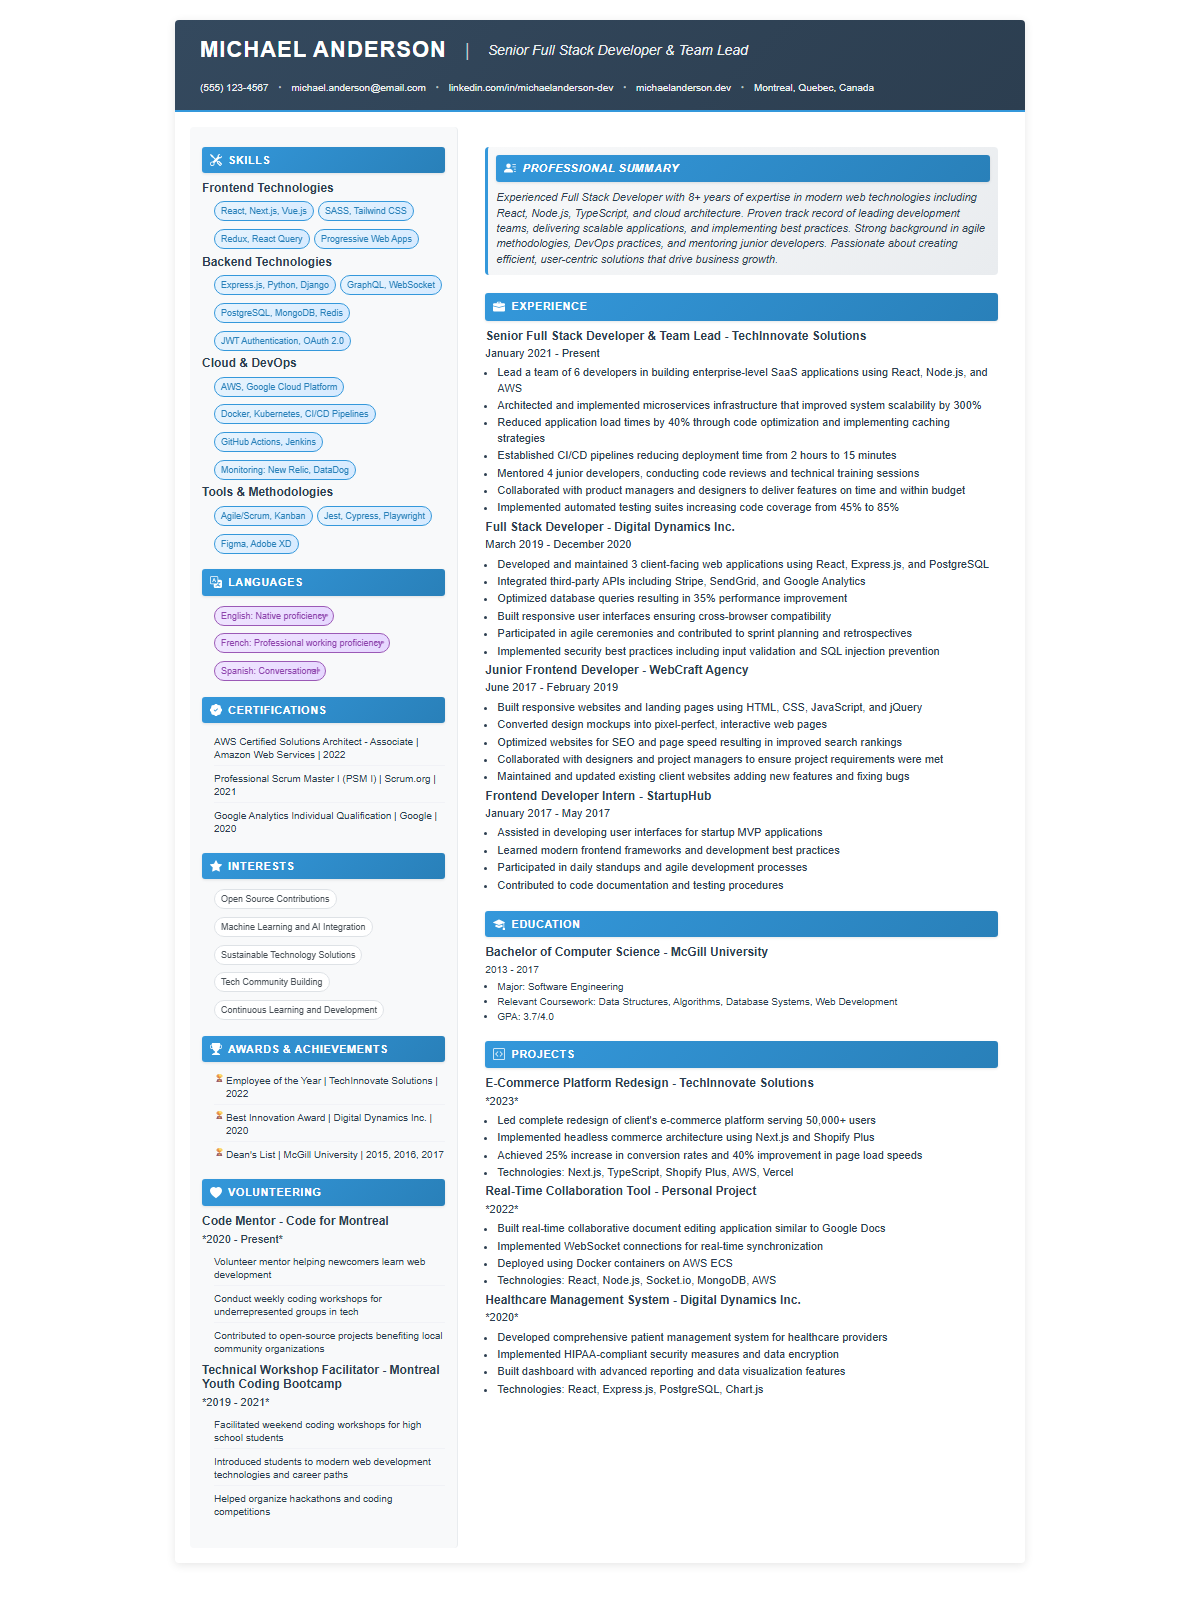 MICHAEL ANDERSON | Senior Full Stack Developer & Team Lead
(555) 123-4567 • michael.anderson@email.com • linkedin.com/in/michaelanderson-dev • michaelanderson.dev • Montreal, Quebec, Canada
SKILLS
Frontend Technologies
React, Next.js, Vue.js SASS, Tailwind CSS
Redux, React Query Progressive Web Apps
Backend Technologies
Express.js, Python, Django GraphQL, WebSocket
PostgreSQL, MongoDB, Redis
JWT Authentication, OAuth 2.0
Cloud & DevOps
AWS, Google Cloud Platform
Docker, Kubernetes, CI/CD Pipelines
GitHub Actions, Jenkins
Monitoring: New Relic, DataDog
Tools & Methodologies
Agile/Scrum, Kanban Jest, Cypress, Playwright
Figma, Adobe XD
LANGUAGES
English: Native proficiency
French: Professional working proficiency
Spanish: Conversational
CERTIFICATIONS
AWS Certified Solutions Architect - Associate |
Amazon Web Services | 2022
Professional Scrum Master I (PSM I) | Scrum.org |
2021
Google Analytics Individual Qualification | Google |
2020
INTERESTS
Open Source Contributions
Machine Learning and AI Integration
Sustainable Technology Solutions
Tech Community Building
Continuous Learning and Development
AWARDS & ACHIEVEMENTS
Employee of the Year | TechInnovate Solutions |
2022
Best Innovation Award | Digital Dynamics Inc. |
2020
Dean's List | McGill University | 2015, 2016, 2017
VOLUNTEERING
Code Mentor - Code for Montreal
*2020 - Present*
Volunteer mentor helping newcomers learn web
development
Conduct weekly coding workshops for
underrepresented groups in tech
Contributed to open-source projects benefiting local
community organizations
Technical Workshop Facilitator - Montreal
Youth Coding Bootcamp
*2019 - 2021*
Facilitated weekend coding workshops for high
school students
Introduced students to modern web development
technologies and career paths
Helped organize hackathons and coding
competitions
PROFESSIONAL SUMMARY
Experienced Full Stack Developer with 8+ years of expertise in modern web technologies including
React, Node.js, TypeScript, and cloud architecture. Proven track record of leading development
teams, delivering scalable applications, and implementing best practices. Strong background in agile
methodologies, DevOps practices, and mentoring junior developers. Passionate about creating
efficient, user-centric solutions that drive business growth.
EXPERIENCE
Senior Full Stack Developer & Team Lead - TechInnovate Solutions
January 2021 - Present
• Lead a team of 6 developers in building enterprise-level SaaS applications using React, Node.js, and
AWS
• Architected and implemented microservices infrastructure that improved system scalability by 300%
• Reduced application load times by 40% through code optimization and implementing caching
strategies
• Established CI/CD pipelines reducing deployment time from 2 hours to 15 minutes
• Mentored 4 junior developers, conducting code reviews and technical training sessions
• Collaborated with product managers and designers to deliver features on time and within budget
• Implemented automated testing suites increasing code coverage from 45% to 85%
Full Stack Developer - Digital Dynamics Inc.
March 2019 - December 2020
• Developed and maintained 3 client-facing web applications using React, Express.js, and PostgreSQL
• Integrated third-party APIs including Stripe, SendGrid, and Google Analytics
• Optimized database queries resulting in 35% performance improvement
• Built responsive user interfaces ensuring cross-browser compatibility
• Participated in agile ceremonies and contributed to sprint planning and retrospectives
• Implemented security best practices including input validation and SQL injection prevention
Junior Frontend Developer - WebCraft Agency
June 2017 - February 2019
• Built responsive websites and landing pages using HTML, CSS, JavaScript, and jQuery
• Converted design mockups into pixel-perfect, interactive web pages
• Optimized websites for SEO and page speed resulting in improved search rankings
• Collaborated with designers and project managers to ensure project requirements were met
• Maintained and updated existing client websites adding new features and fixing bugs
Frontend Developer Intern - StartupHub
January 2017 - May 2017
• Assisted in developing user interfaces for startup MVP applications
• Learned modern frontend frameworks and development best practices
• Participated in daily standups and agile development processes
• Contributed to code documentation and testing procedures
EDUCATION
Bachelor of Computer Science - McGill University
2013 - 2017
• Major: Software Engineering
• Relevant Coursework: Data Structures, Algorithms, Database Systems, Web Development
• GPA: 3.7/4.0
PROJECTS
E-Commerce Platform Redesign - TechInnovate Solutions
*2023*
• Led complete redesign of client's e-commerce platform serving 50,000+ users
• Implemented headless commerce architecture using Next.js and Shopify Plus
• Achieved 25% increase in conversion rates and 40% improvement in page load speeds
• Technologies: Next.js, TypeScript, Shopify Plus, AWS, Vercel
Real-Time Collaboration Tool - Personal Project
*2022*
• Built real-time collaborative document editing application similar to Google Docs
• Implemented WebSocket connections for real-time synchronization
• Deployed using Docker containers on AWS ECS
• Technologies: React, Node.js, Socket.io, MongoDB, AWS
Healthcare Management System - Digital Dynamics Inc.
*2020*
• Developed comprehensive patient management system for healthcare providers
• Implemented HIPAA-compliant security measures and data encryption
• Built dashboard with advanced reporting and data visualization features
• Technologies: React, Express.js, PostgreSQL, Chart.js